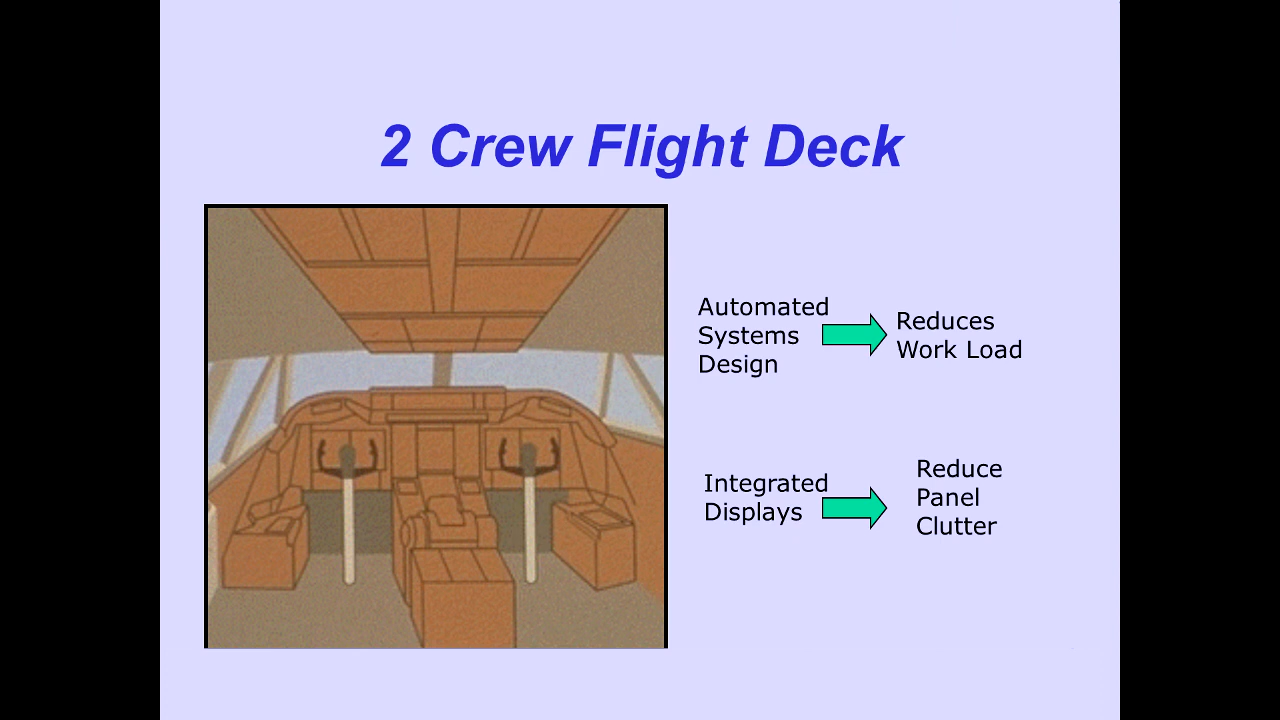 2 Crew Flight Deck
Automated
Systems
Design
Reduces
Work Load
Integrated
Displays
Reduce
Panel
Clutter